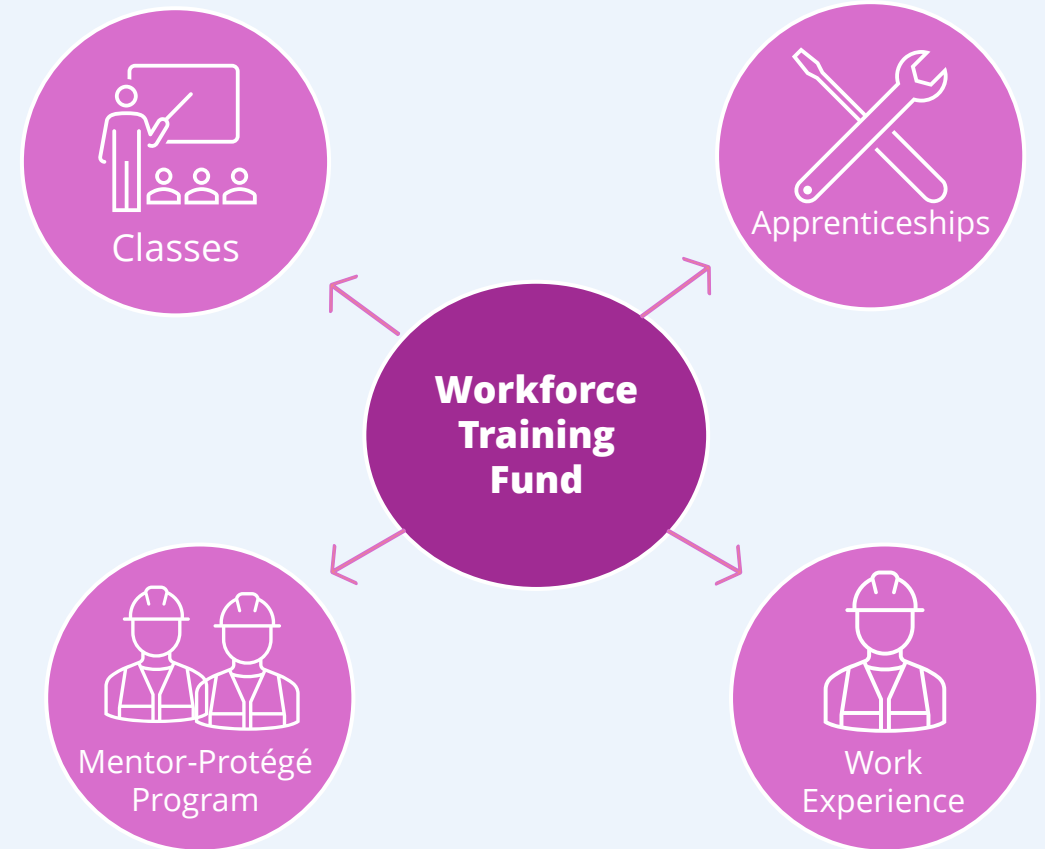 Classes
Apprenticeships
Workforce
Training
Fund
Mentor-Protégé
Program
Work
Experience